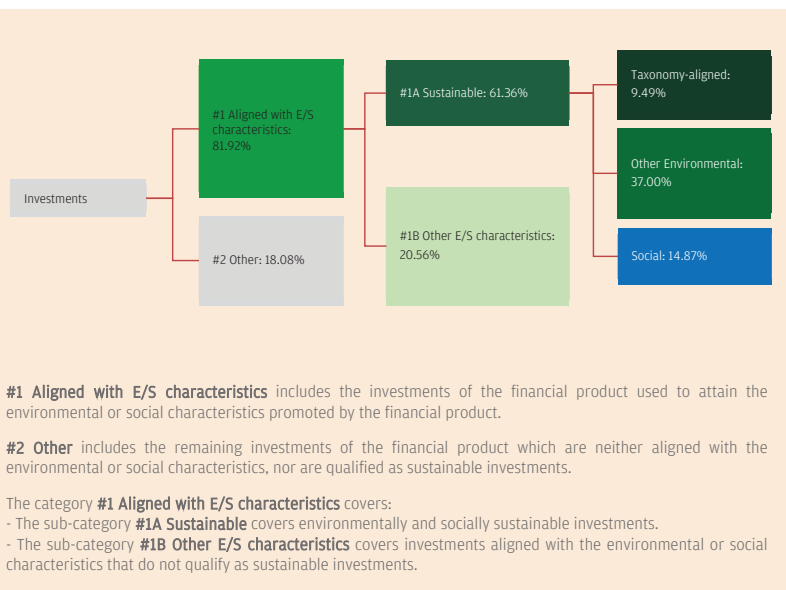 Investments
#1 Aligned with E/S
characteristics:
81.92%
#2 Other: 18.08%
#1A Sustainable: 61.36%
#1B Other E/S characteristics:
20.56%
Taxonomy-aligned:
9.49%
Other Environmental:
37.00%
Social: 14.87%
#1 Aligned with E/S characteristics includes the investments of the financial product used to attain the
environmental or social characteristics promoted by the financial product.
#2 Other includes the remaining investments of the financial product which are neither aligned with the
environmental or social characteristics, nor are qualified as sustainable investments.
The category #1 Aligned with E/S characteristics covers:
- The sub-category #1A Sustainable covers environmentally and socially sustainable investments.
- The sub-category #1B Other E/S characteristics covers investments aligned with the environmental or social
characteristics that do not qualify as sustainable investments.